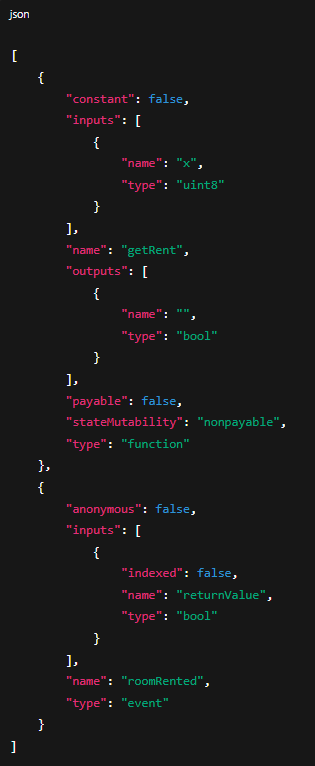 json
[
    {
        "constant": false,
        "inputs": [
            {
                "name": "x",
                "type": "uint8"
            }
        ],
        "name": "getRent",
        "outputs": [
            {
                "name": "",
                "type": "bool"
            }
        ],
        "payable": false,
        "stateMutability": "nonpayable",
        "type": "function"
    },
    {
        "anonymous": false,
        "inputs": [
            {
                "indexed": false,
                "name": "returnValue",
                "type": "bool"
            }
        ],
        "name": "roomRented",
        "type": "event"
    }
]